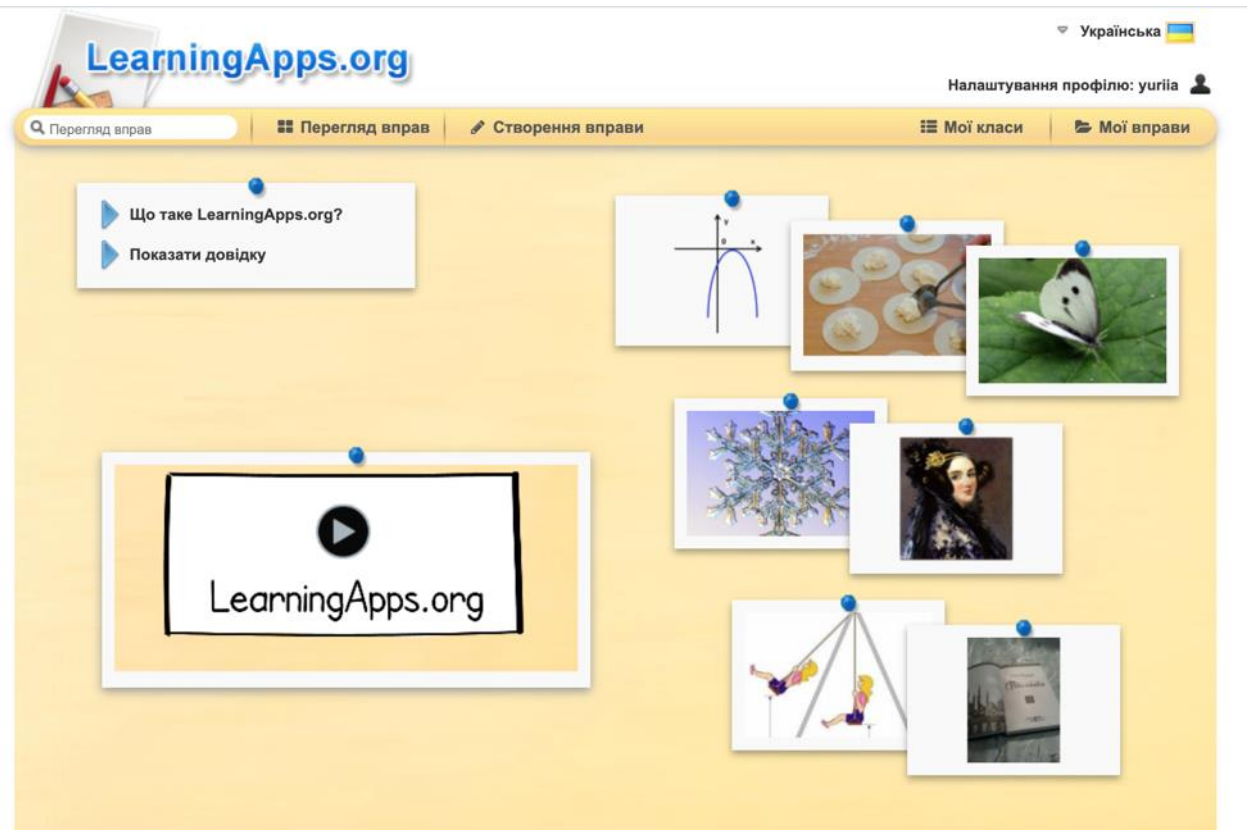 LearningApps.org
Українська
Налаштування профілю: yuriia
Перегляд вправ
Перегляд вправ
Створення вправи
Мої класи
Мої вправи
Що таке LearningApps.org?
Показати довідку
y
0 x
LearningApps.org